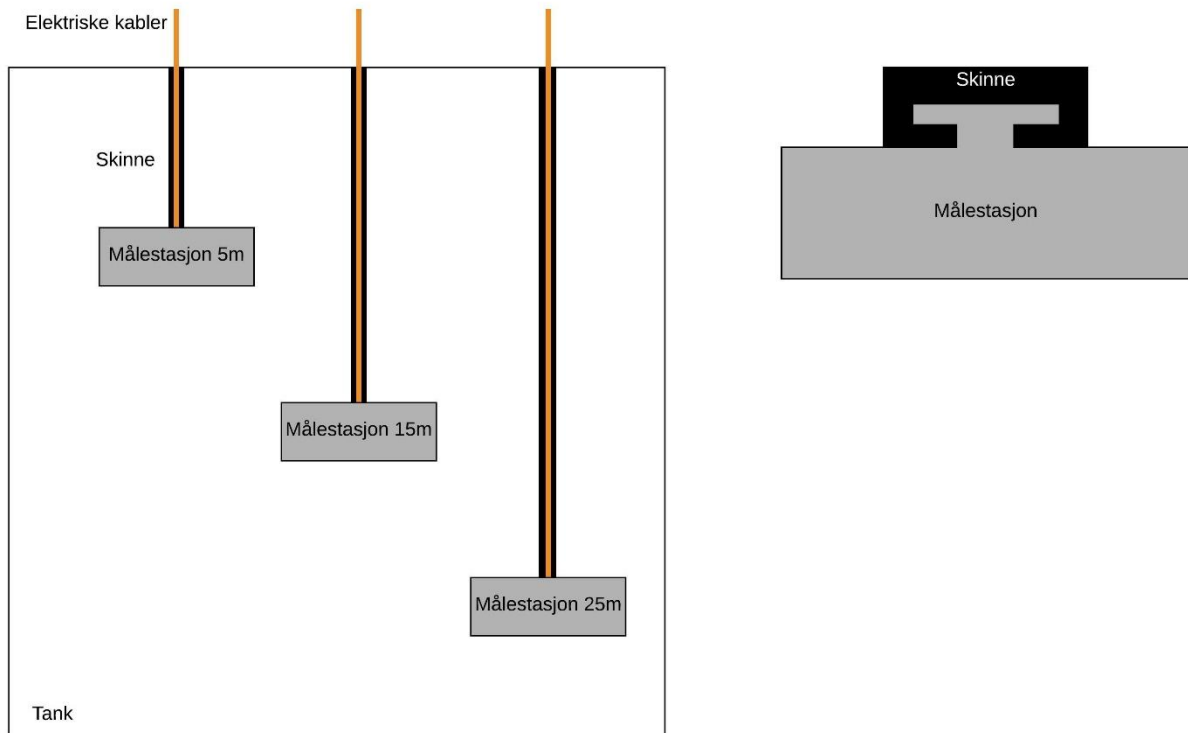 Elektriske kabler
Skinne
Målestasjon 5m
Målestasjon 15m
Målestasjon 25m
Tank
Skinne
Målestasjon